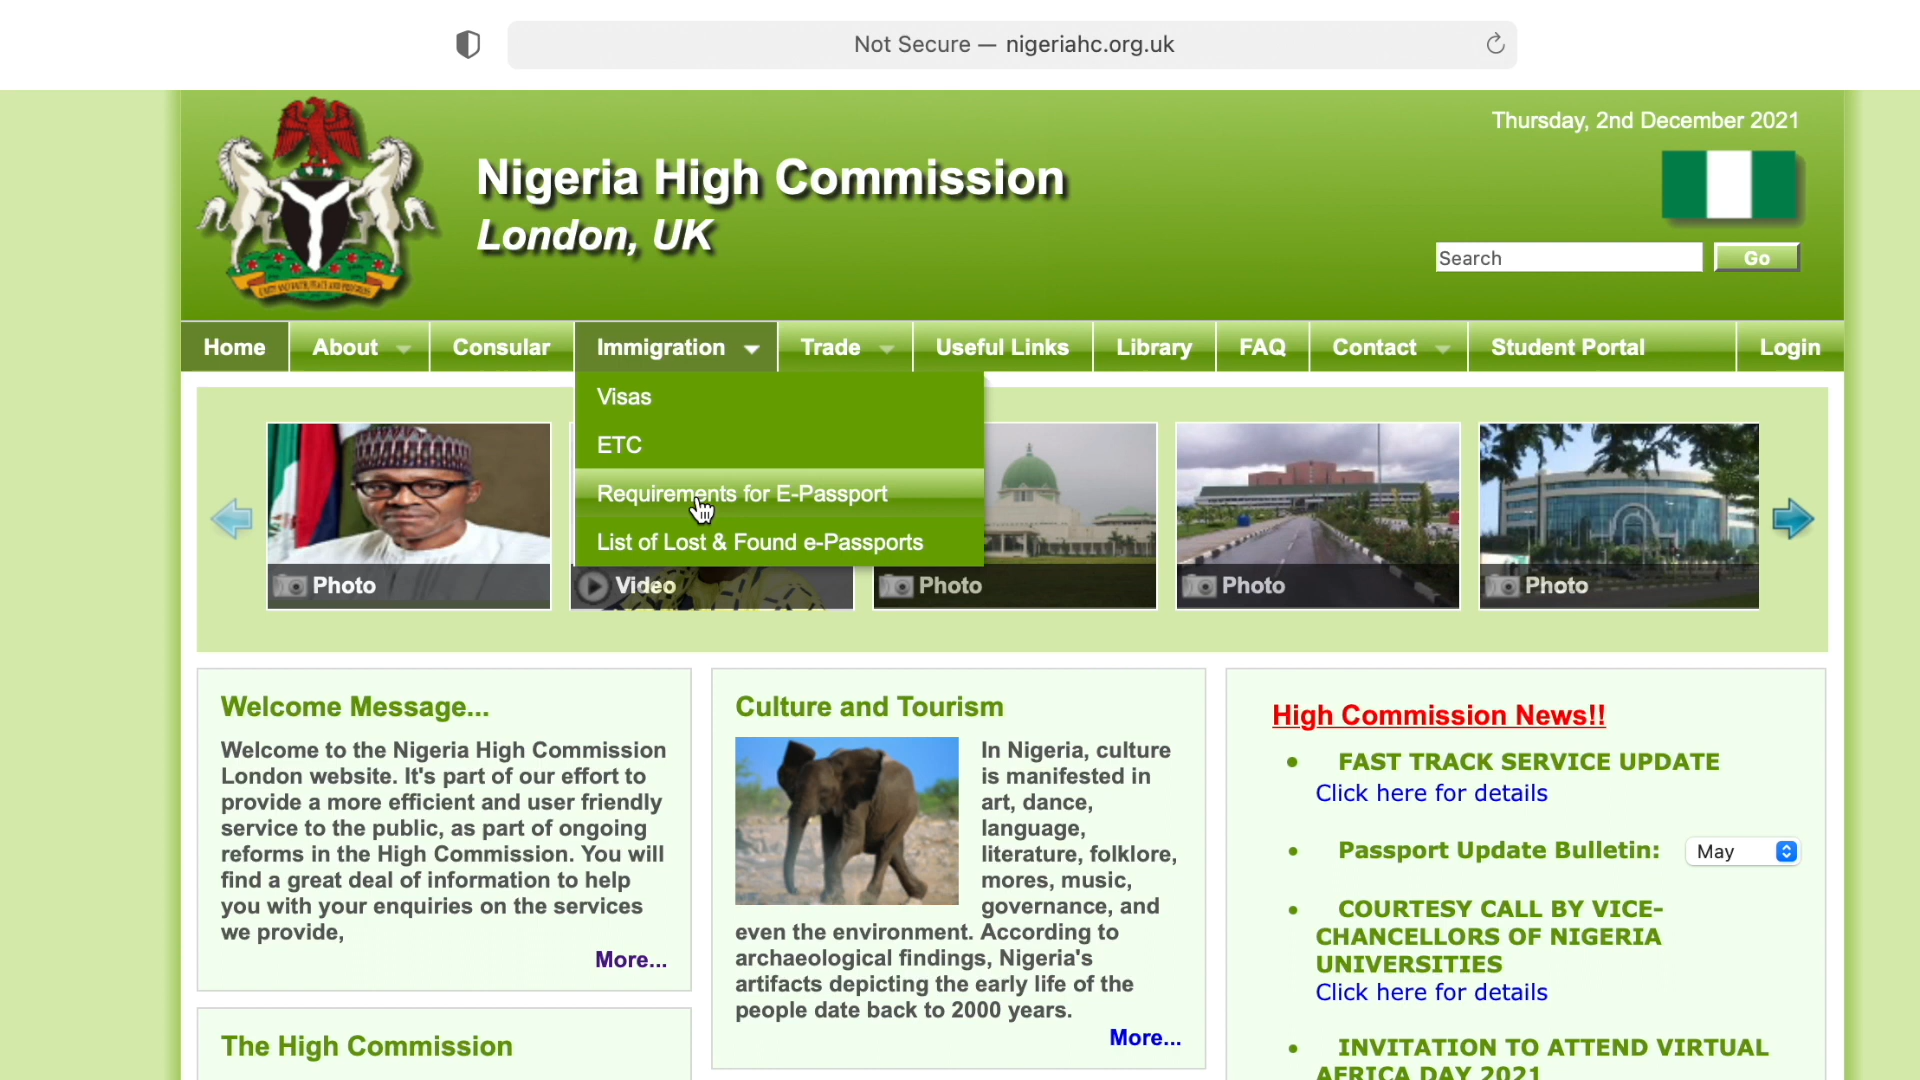 Not Secure — nigeriahc.org.uk
Thursday, 2nd December 2021
Nigeria High Commission
London, UK
Search
Go
Home
About
Consular
Immigration
Trade
Useful Links
Library
FAQ
Contact
Student Portal
Login
Visas
ETC
Requirements for E-Passport
List of Lost & Found e-Passports
Photo
Video
Photo
Photo
Photo
Welcome Message...
Welcome to the Nigeria High Commission
London website. It's part of our effort to
provide a more efficient and user friendly
service to the public, as part of ongoing
reforms in the High Commission. You will
find a great deal of information to help
you with your enquiries on the services
we provide,
More...
The High Commission
Culture and Tourism
In Nigeria, culture
is manifested in
art, dance,
language,
literature, folklore,
mores, music,
governance, and
even the environment. According to
archaeological findings, Nigeria's
artifacts depicting the early life of the
people date back to 2000 years.
More...
High Commission News!!
• FAST TRACK SERVICE UPDATE
Click here for details
• Passport Update Bulletin: May
• COURTESY CALL BY VICE-
CHANCELLORS OF NIGERIA
UNIVERSITIES
Click here for details
• INVITATION TO ATTEND VIRTUAL
AFRICA DAY 2021